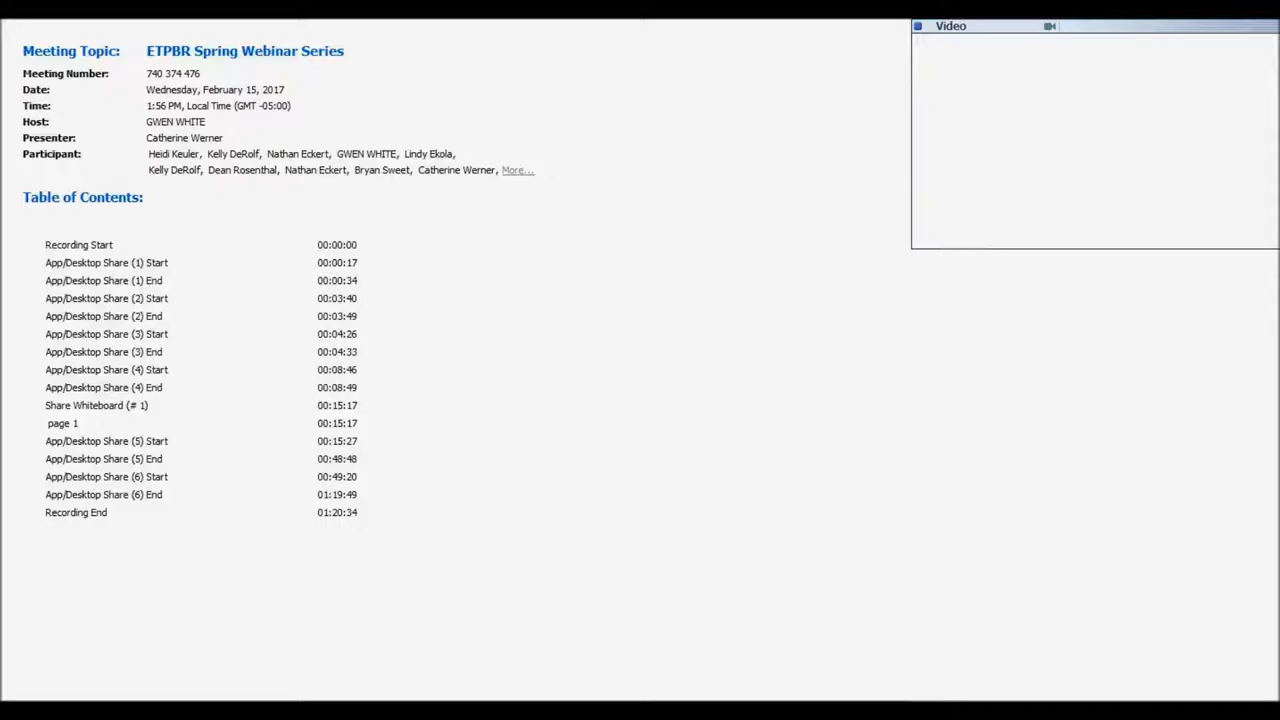 Video
Meeting Topic: ETPBR Spring Webinar Series
Meeting Number: 740 374 476
Date: Wednesday, February 15, 2017
Time: 1:56 PM, Local Time (GMT -05:00)
Host: GWEN WHITE
Presenter: Catherine Werner
Participant: Heidi Keuler, Kelly DeRolf, Nathan Eckert, GWEN WHITE, Lindy Ekola,
Kelly DeRolf, Dean Rosenthal, Nathan Eckert, Bryan Sweet, Catherine Werner, More...
Table of Contents:
Recording Start 00:00:00
App/Desktop Share (1) Start 00:00:17
App/Desktop Share (1) End 00:00:34
App/Desktop Share (2) Start 00:03:40
App/Desktop Share (2) End 00:03:49
App/Desktop Share (3) Start 00:04:26
App/Desktop Share (3) End 00:04:33
App/Desktop Share (4) Start 00:08:46
App/Desktop Share (4) End 00:08:49
Share Whiteboard (# 1) 00:15:17
page 1 00:15:17
App/Desktop Share (5) Start 00:15:27
App/Desktop Share (5) End 00:48:48
App/Desktop Share (6) Start 00:49:20
App/Desktop Share (6) End 01:19:49
Recording End 01:20:34